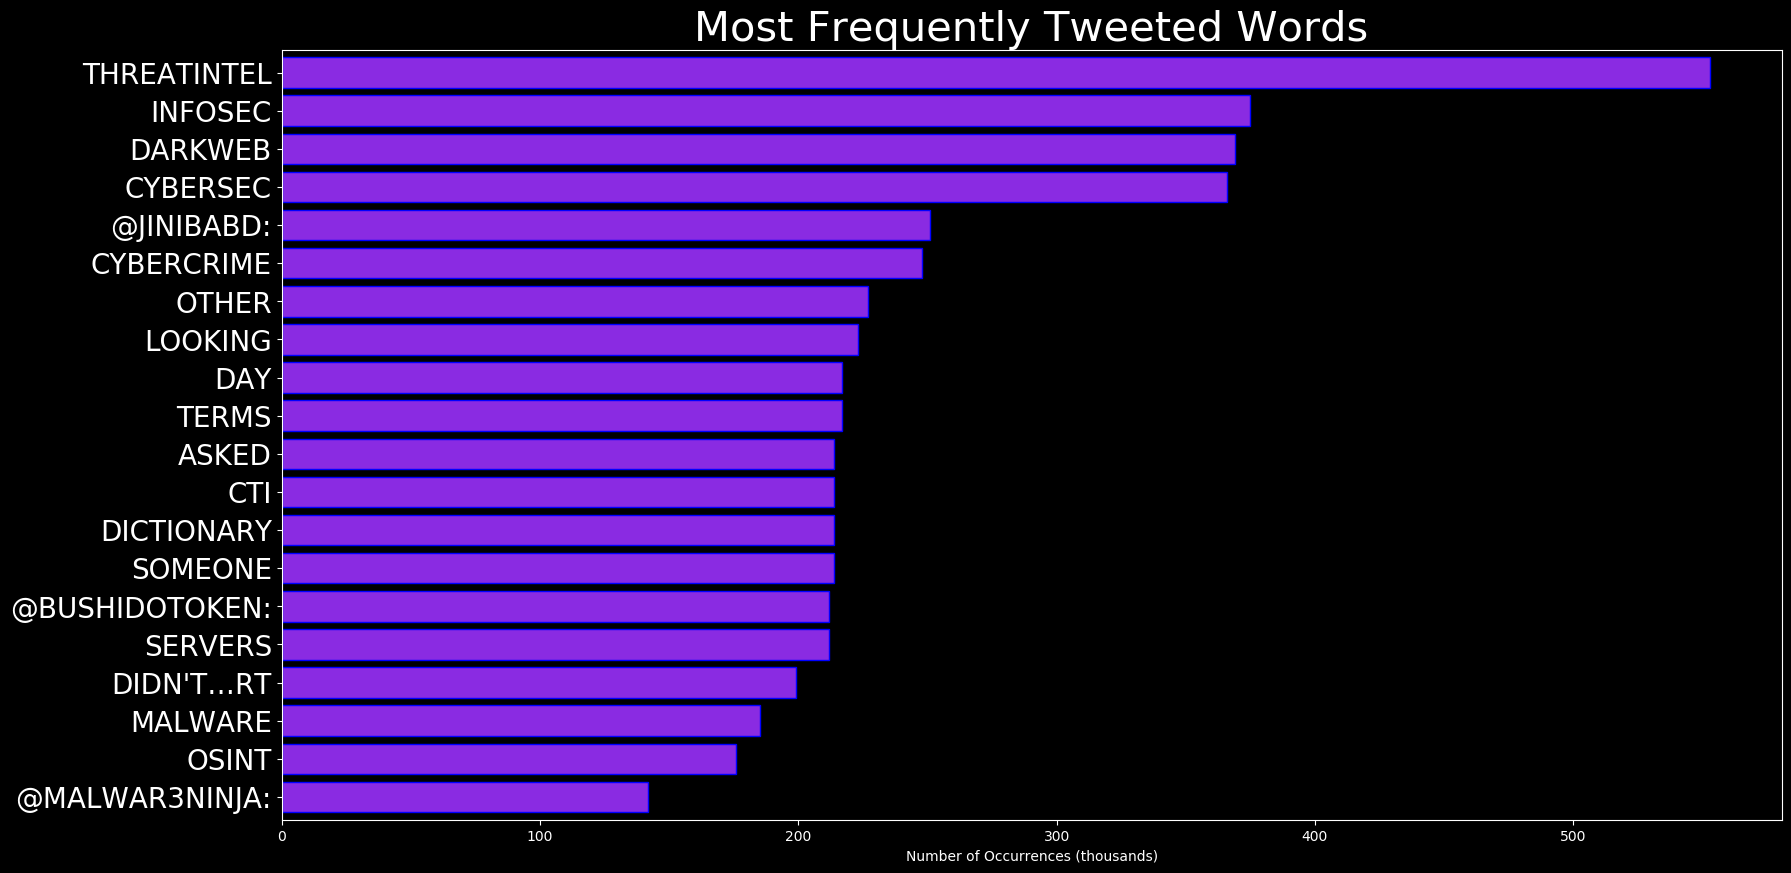 Most Frequently Tweeted Words
THREATINTEL
INFOSEC
DARKWEB
CYBERSEC
@JINIBABD:
CYBERCRIME
OTHER
LOOKING
DAY
TERMS
ASKED
CTI
DICTIONARY
SOMEONE
@BUSHIDOTOKEN:
SERVERS
DIDN'T…RT
MALWARE
OSINT
@MALWAR3NINJA:
0 100 200 300 400 500
Number of Occurrences (thousands)